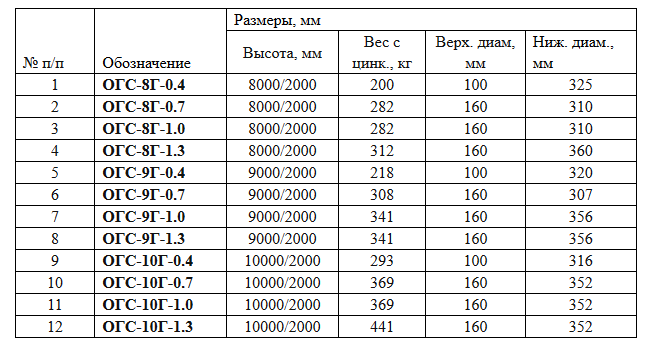 № п/п Обозначение Размеры, мм
Высота, мм Вес с цинк., кг Верх. диам, мм Ниж. диам., мм
1 ОГС-8Г-0.4 8000/2000 200 100 325
2 ОГС-8Г-0.7 8000/2000 282 160 310
3 ОГС-8Г-1.0 8000/2000 282 160 310
4 ОГС-8Г-1.3 8000/2000 312 160 360
5 ОГС-9Г-0.4 9000/2000 218 100 320
6 ОГС-9Г-0.7 9000/2000 308 160 307
7 ОГС-9Г-1.0 9000/2000 341 160 356
8 ОГС-9Г-1.3 9000/2000 341 160 356
9 ОГС-10Г-0.4 10000/2000 293 100 316
10 ОГС-10Г-0.7 10000/2000 369 160 352
11 ОГС-10Г-1.0 10000/2000 369 160 352
12 ОГС-10Г-1.3 10000/2000 441 160 352